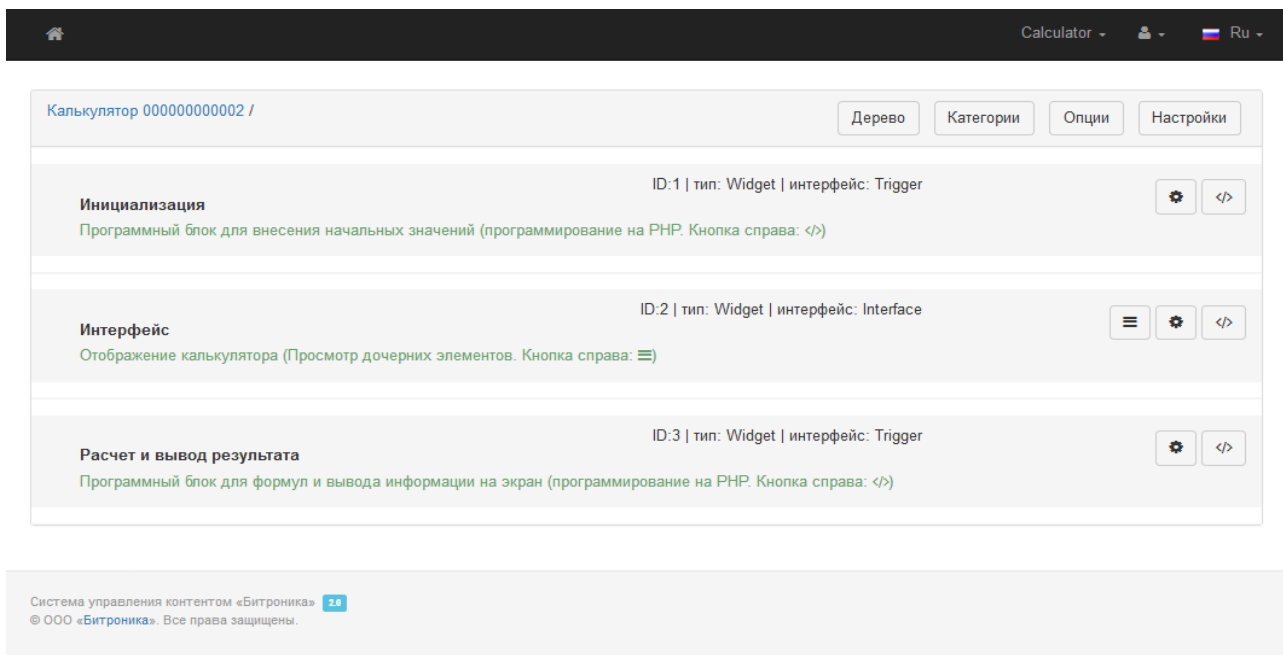 Calculator
Ru
Калькулятор 000000000002 /
Дерево
Категории
Опции
Настройки
ID:1 | тип: Widget | интерфейс: Trigger
Инициализация
Программный блок для внесения начальных значений (программирование на PHP. Кнопка справа: </>)
</>
ID:2 | тип: Widget | интерфейс: Interface
Интерфейс
Отображение калькулятора (Просмотр дочерних элементов. Кнопка справа: ≡)
</>
ID:3 | тип: Widget | интерфейс: Trigger
Расчет и вывод результата
Программный блок для формул и вывода информации на экран (программирование на PHP. Кнопка справа: </>)
</>
Система управления контентом «Битроника» 2.0
© ООО «Битроника». Все права защищены.